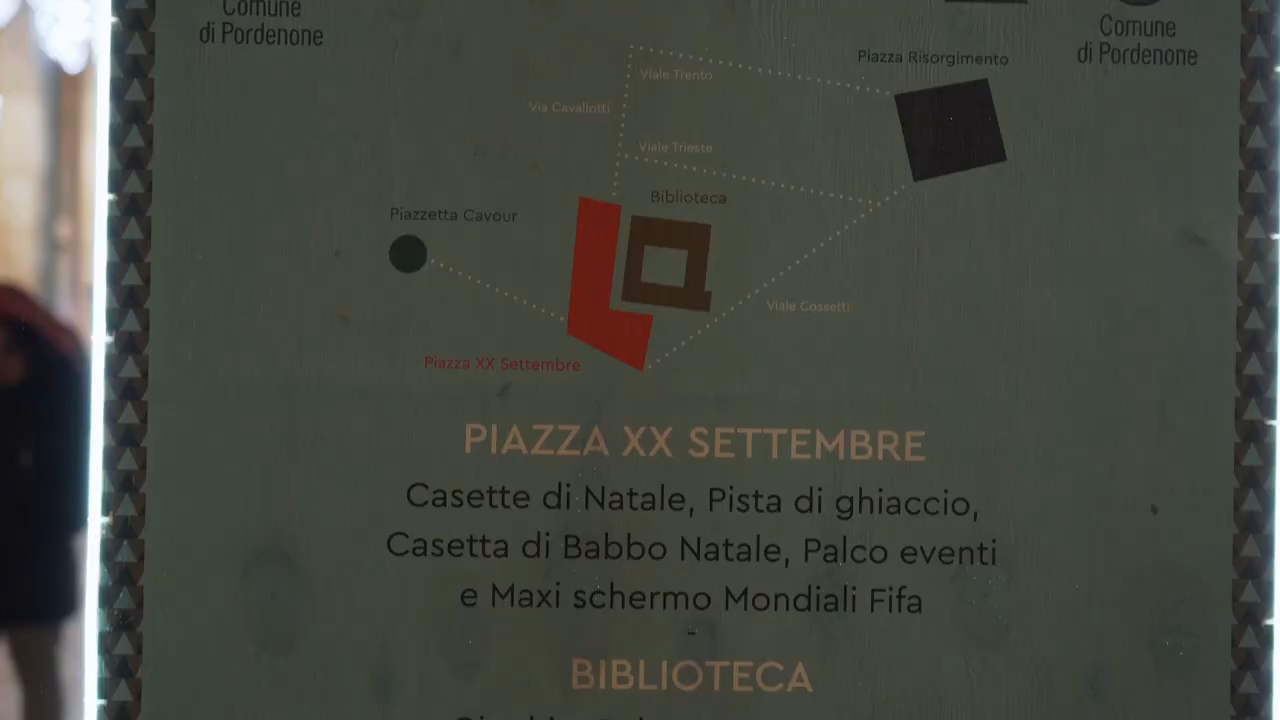 Comune
di Pordenone
Comune
di Pordenone
Piazza Risorgimento
Viale Trento
Via Cavallotti
Viale Trieste
Biblioteca
Piazzetta Cavour
Viale Cossetti
Piazza XX Settembre
PIAZZA XX SETTEMBRE
Casette di Natale, Pista di ghiaccio,
Casetta di Babbo Natale, Palco eventi
e Maxi schermo Mondiali Fifa
-
BIBLIOTECA